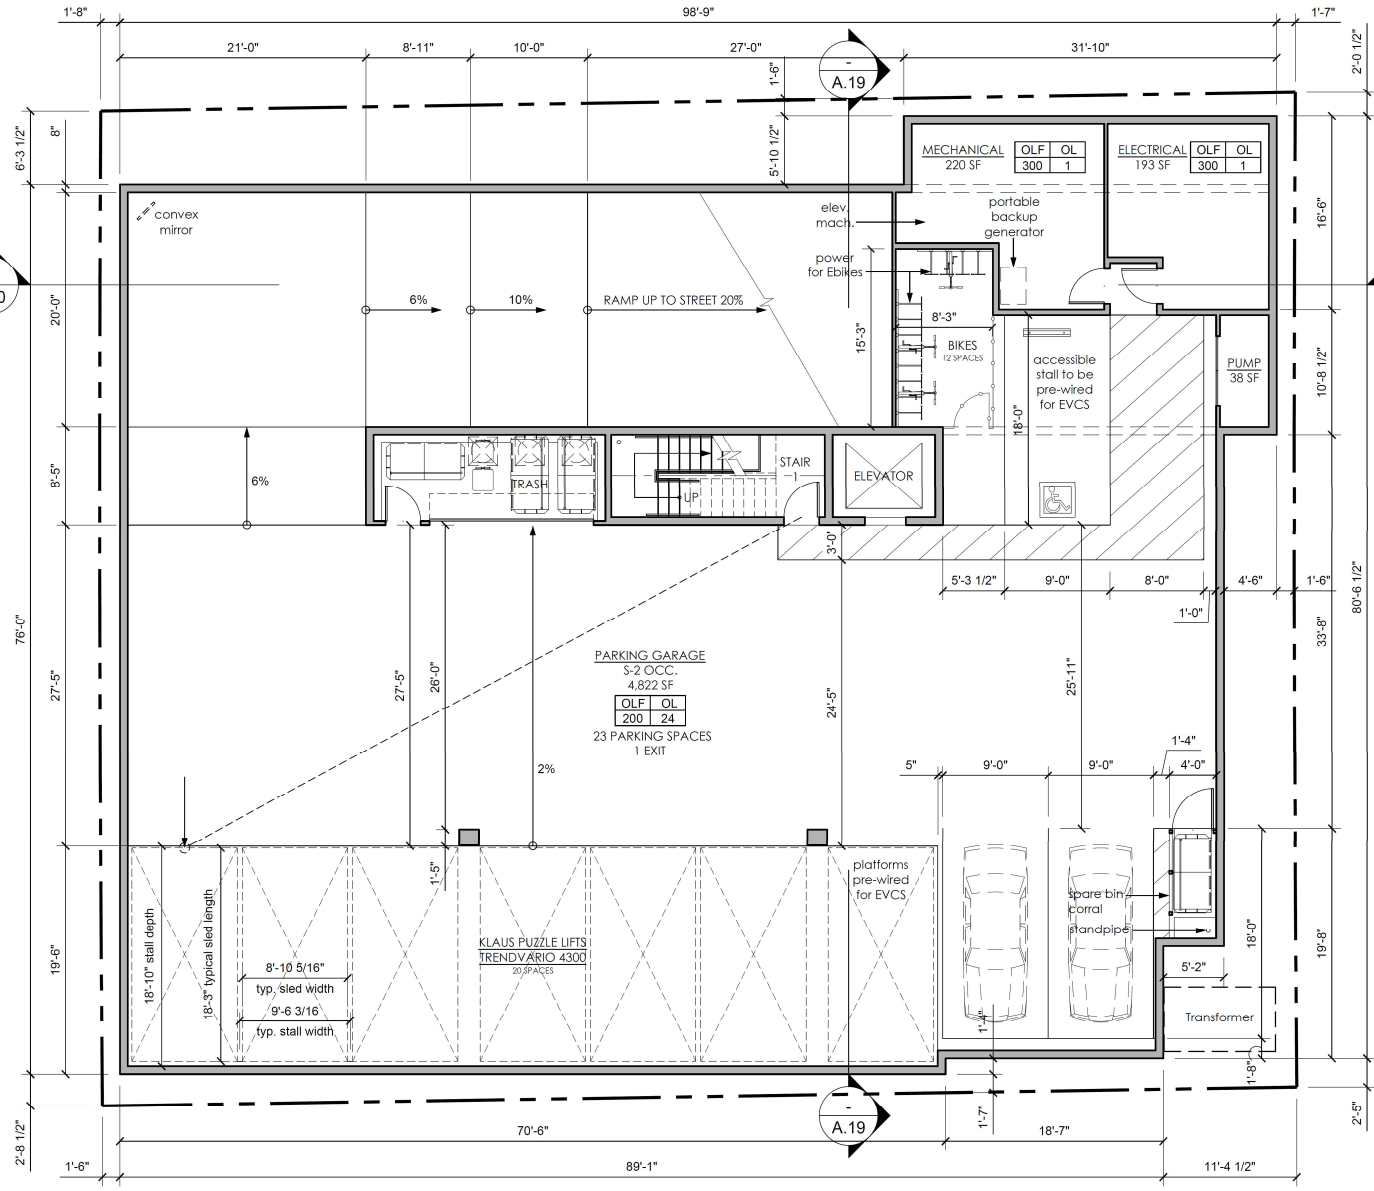 1'-8"
98'-9"
1'-7"
21'-0"
8'-11"
10'-0"
27'-0"
31'-10"
-
A.19
1'-6"
2'-0 1/2"
6'-3 1/2"
8"
5'-10 1/2"
MECHANICAL
220 SF
OLF OL
300 1
ELECTRICAL
193 SF
OLF OL
300 1
convex
mirror
elev.
mach.
portable
backup
generator
16'-6"
power
for Ebikes
0
20'-0"
6%
10%
RAMP UP TO STREET 20%
15'-3"
8'-3"
BIKES
12 SPACES
accessible
stall to be
pre-wired
for EVCS
18'-0"
PUMP
38 SF
10'-8 1/2"
8'-5"
6%
TRASH
STAIR
1
UP
ELEVATOR
3'-0'
5'-3 1/2"
9'-0"
8'-0"
4'-6"
1'-6"
1'-0"
80'-6 1/2"
76'-0"
27'-5"
27'-5"
26'-0"
PARKING GARAGE
S-2 OCC.
4,822 SF
OLF OL
200 24
23 PARKING SPACES
1 EXIT
24'-5"
25'-11"
33'-8"
2%
5"
9'-0"
9'-0"
1'-4"
4'-0"
1'-5"
platforms
pre-wired
for EVCS
19'-6"
18'-10" stall depth
18'-3" typical sled length
8'-10 5/16"
typ. sled width
9'-6 3/16
typ. stall width
KLAUS PUZZLE LIFTS
TRENDVARIO 4300
20 SPACES
spare bin
corral
standpipe
18'-0"
19'-8"
5'-2"
Transformer
1'-4"
1'-8"
1'-7"
-
A.19
2'-8 1/2"
2'-5"
70'-6"
18'-7"
1'-6"
89'-1"
11'-4 1/2"